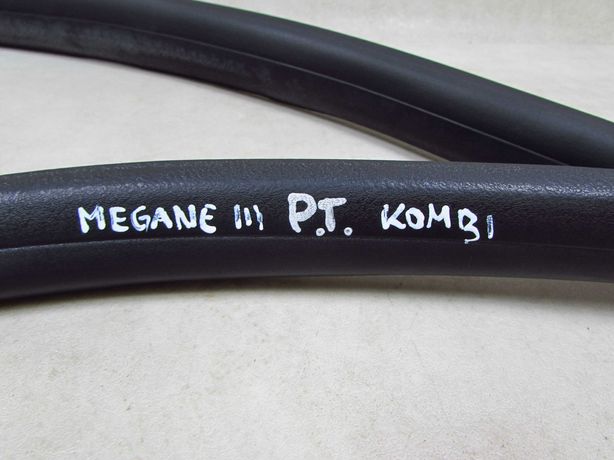 MEGANE III P.T. KOMBI